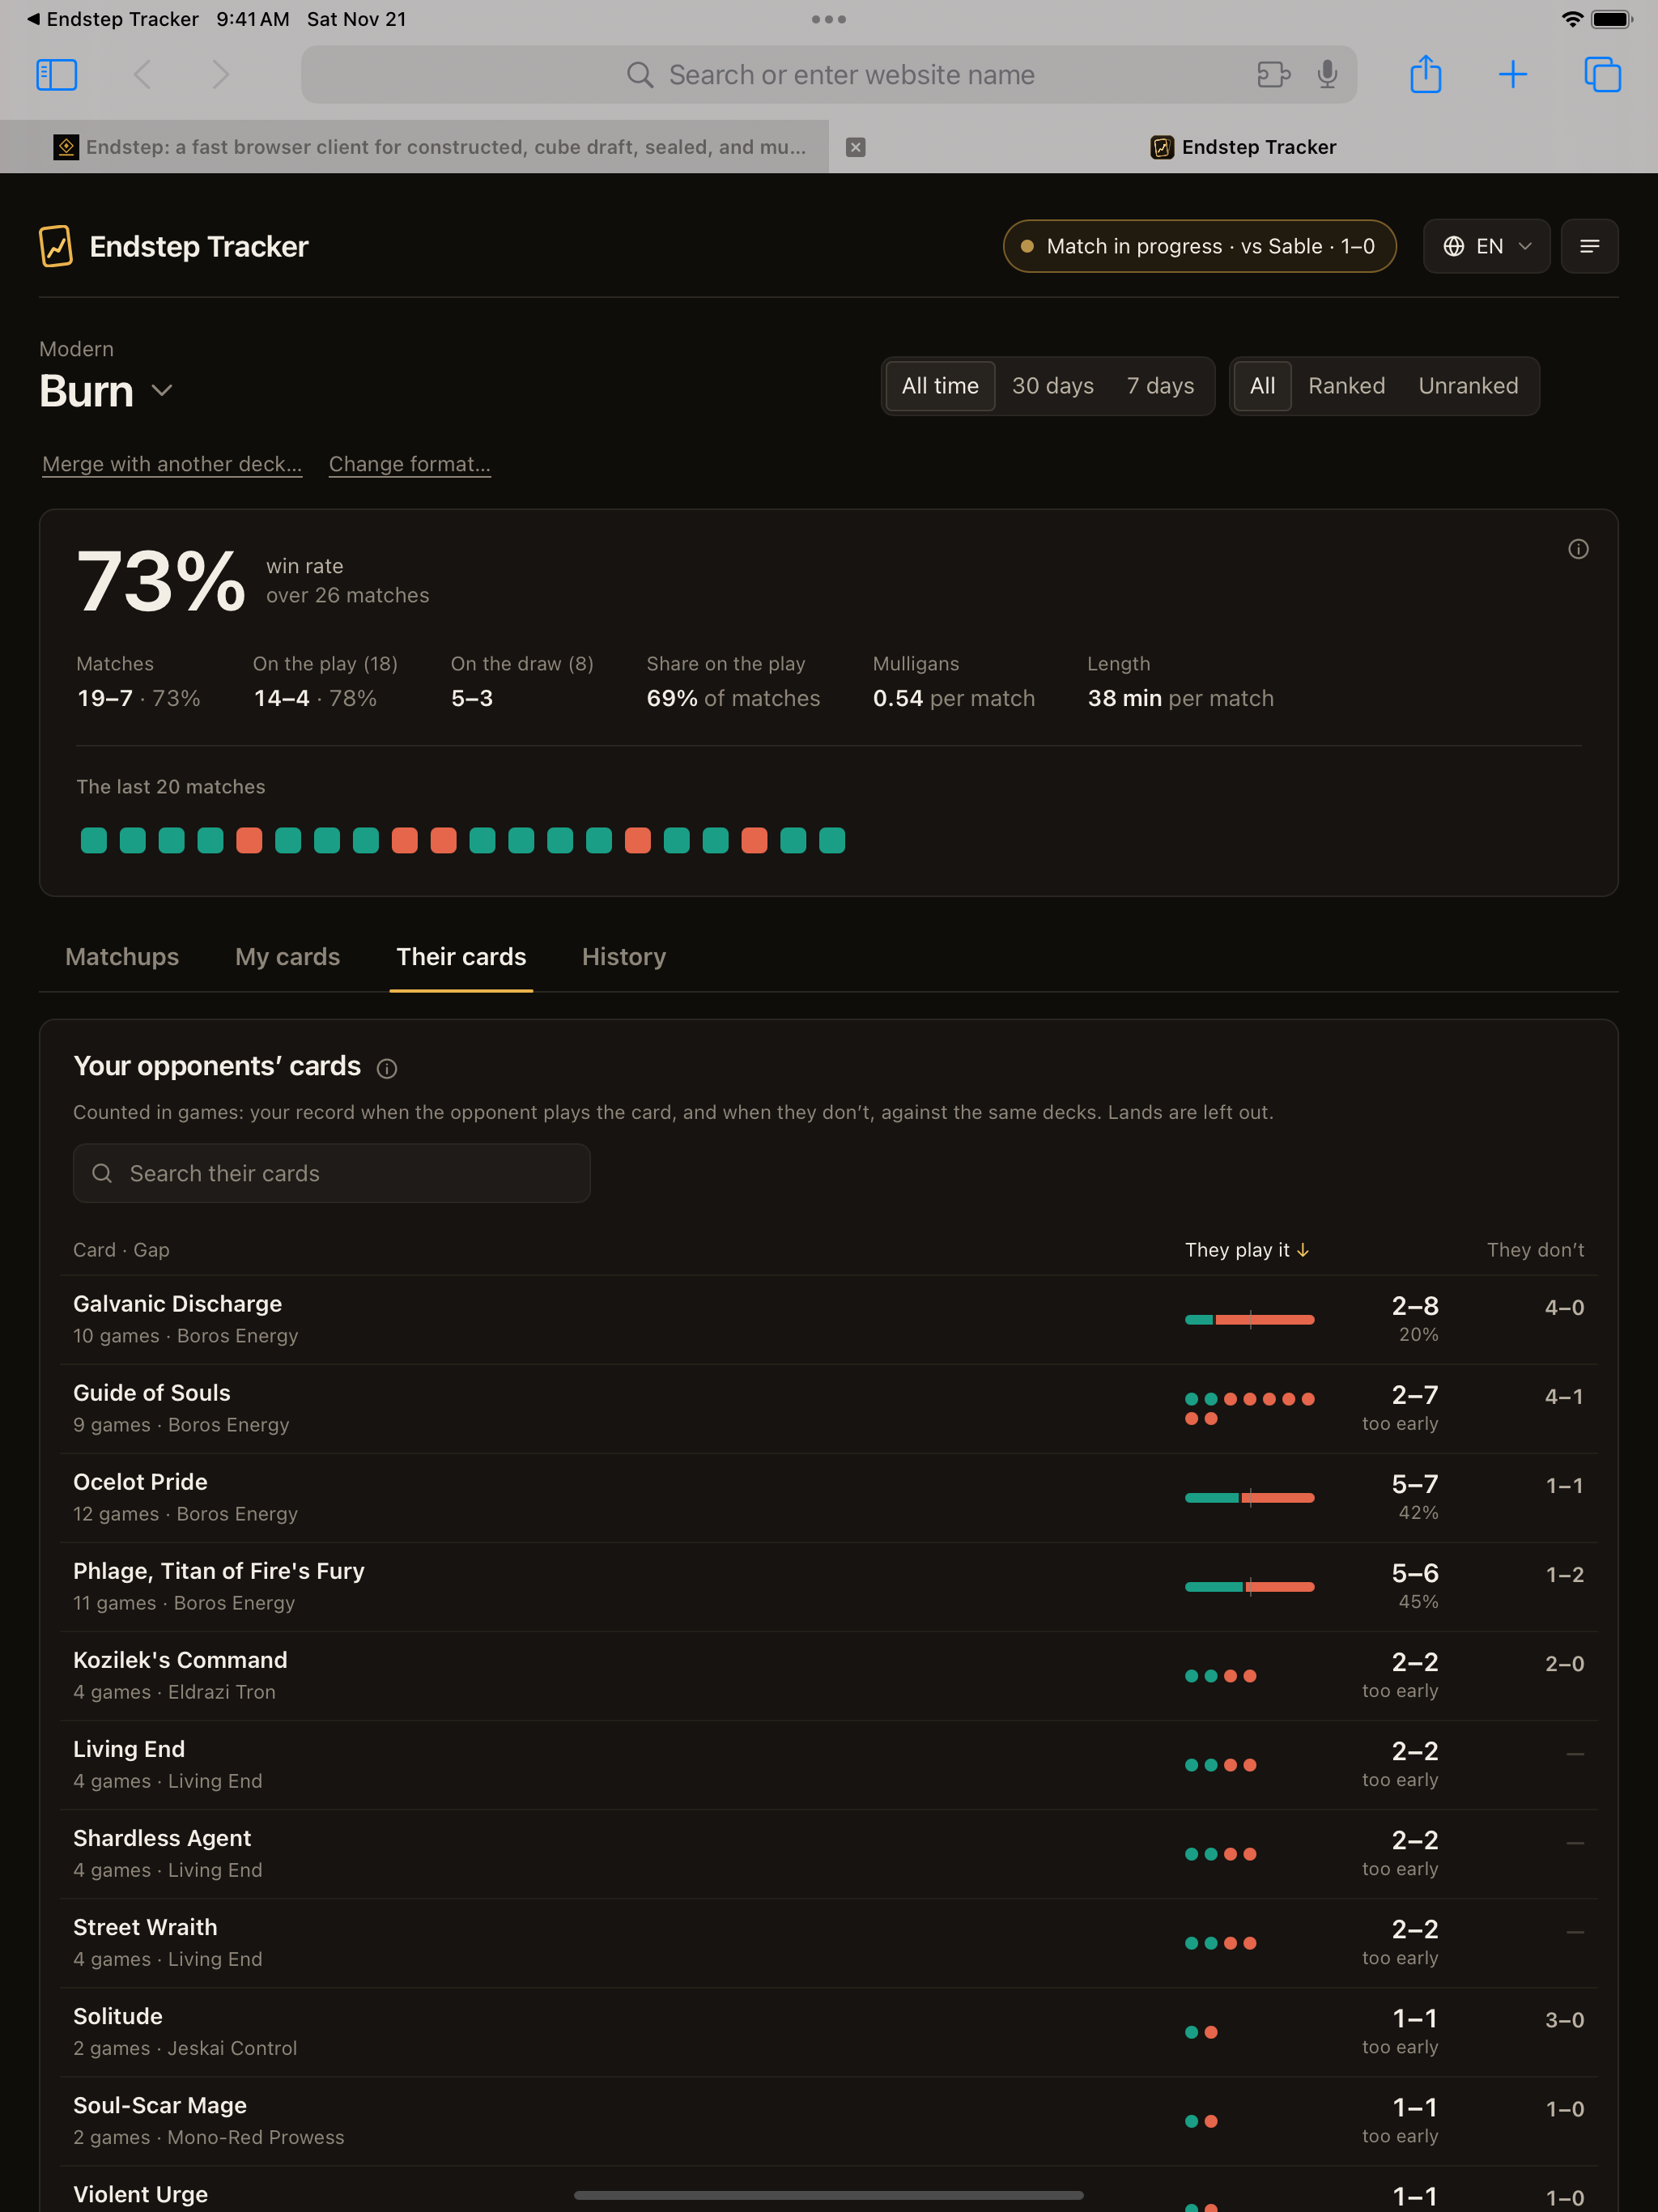 Endstep Tracker 9:41 AM Sat Nov 21
Search or enter website name
Endstep: a fast browser client for constructed, cube draft, sealed, and mu...
Endstep Tracker
Endstep Tracker
Match in progress · vs Sable · 1–0
EN
Modern
Burn
All time 30 days 7 days
All Ranked Unranked
Merge with another deck... Change format...
73%
win rate
over 26 matches
Matches On the play (18) On the draw (8) Share on the play Mulligans Length
19–7 · 73% 14–4 · 78% 5–3 69% of matches 0.54 per match 38 min per match
The last 20 matches
Matchups My cards Their cards History
Your opponents’ cards
Counted in games: your record when the opponent plays the card, and when they don’t, against the same decks. Lands are left out.
Search their cards
Card · Gap They play it ↓ They don’t
Galvanic Discharge 2–8 4–0
10 games · Boros Energy 20%
Guide of Souls 2–7 4–1
9 games · Boros Energy too early
Ocelot Pride 5–7 1–1
12 games · Boros Energy 42%
Phlage, Titan of Fire's Fury 5–6 1–2
11 games · Boros Energy 45%
Kozilek's Command 2–2 2–0
4 games · Eldrazi Tron too early
Living End 2–2 —
4 games · Living End too early
Shardless Agent 2–2 —
4 games · Living End too early
Street Wraith 2–2 —
4 games · Living End too early
Solitude 1–1 3–0
2 games · Jeskai Control too early
Soul-Scar Mage 1–1 1–0
2 games · Mono-Red Prowess too early
Violent Urge 1–1 1–0